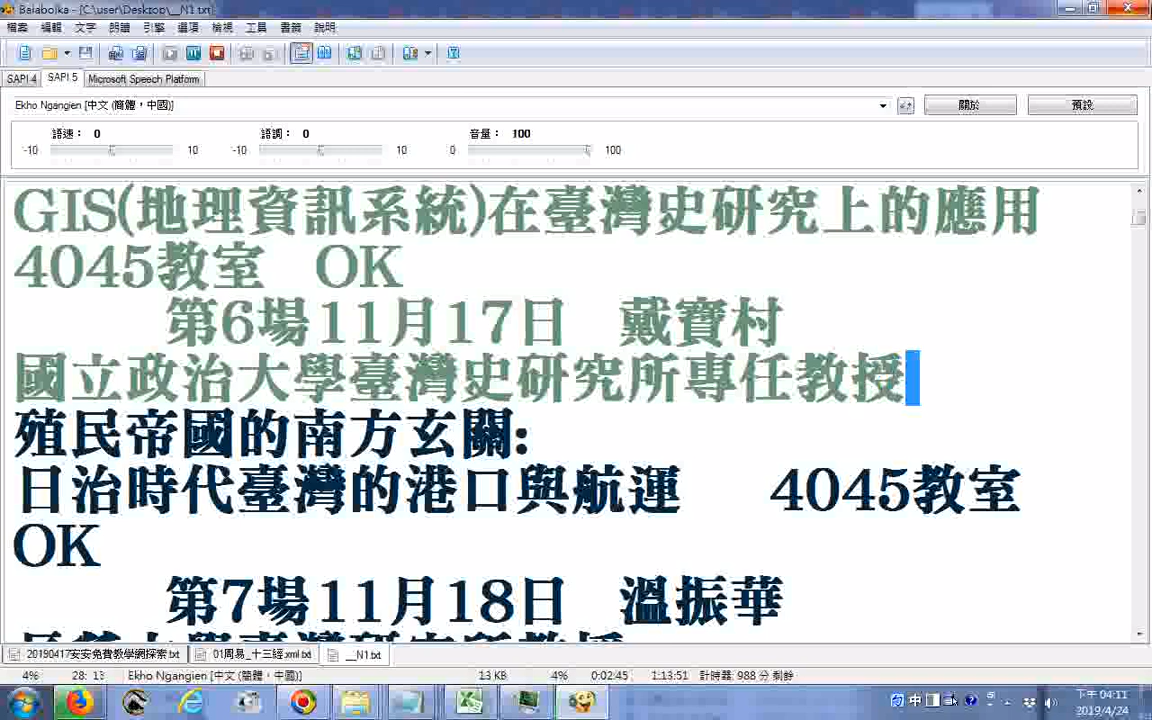 Balabolka - [C:\user\Desktop\__N1.txt]
檔案 編輯 文字 朗讀 引擎 選項 檢視 工具 書籤 說明
SAPI 4 SAPI 5 Microsoft Speech Platform
Ekho Ngangien [中文 (簡體，中國)] 關於 預設
語速： 0 語調： 0 音量： 100
-10 10 -10 10 0 100
GIS(地理資訊系統)在臺灣史研究上的應用
4045教室 OK
第6場11月17日 戴寶村
國立政治大學臺灣史研究所專任教授
殖民帝國的南方玄關:
日治時代臺灣的港口與航運 4045教室
OK
第7場11月18日 溫振華
20190417安安免費教學網探索.txt 01周易_十三經.xml.txt __N1.txt
4% 28: 13 Ekho Ngangien [中文 (簡體，中國)] 13 KB 4% 0:02:45 1:13:51 計時器: 988 分 剩餘
中 下午 04:11
2019/4/24